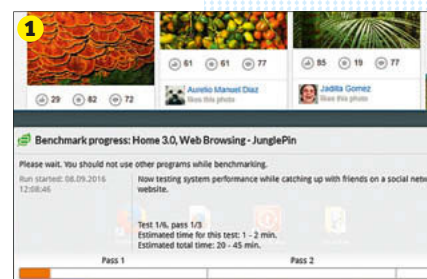 1
61 61 77
85 19 77
29 82 72
Aurelio Manuel Diaz
likes this photo
Jadilla Gomez
likes this photo
Benchmark progress: Home 3.0, Web Browsing - JunglePin
Please wait. You should not use other programs while benchmarking.
Run started: 08.09.2016
12:08:46
Now testing system performance while catching up with friends on a social netw
website.
Test 1/6, pass 1/3
Estimated time for this test: 1 - 2 min.
Estimated total time: 20 - 45 min.
Pass 1 Pass 2